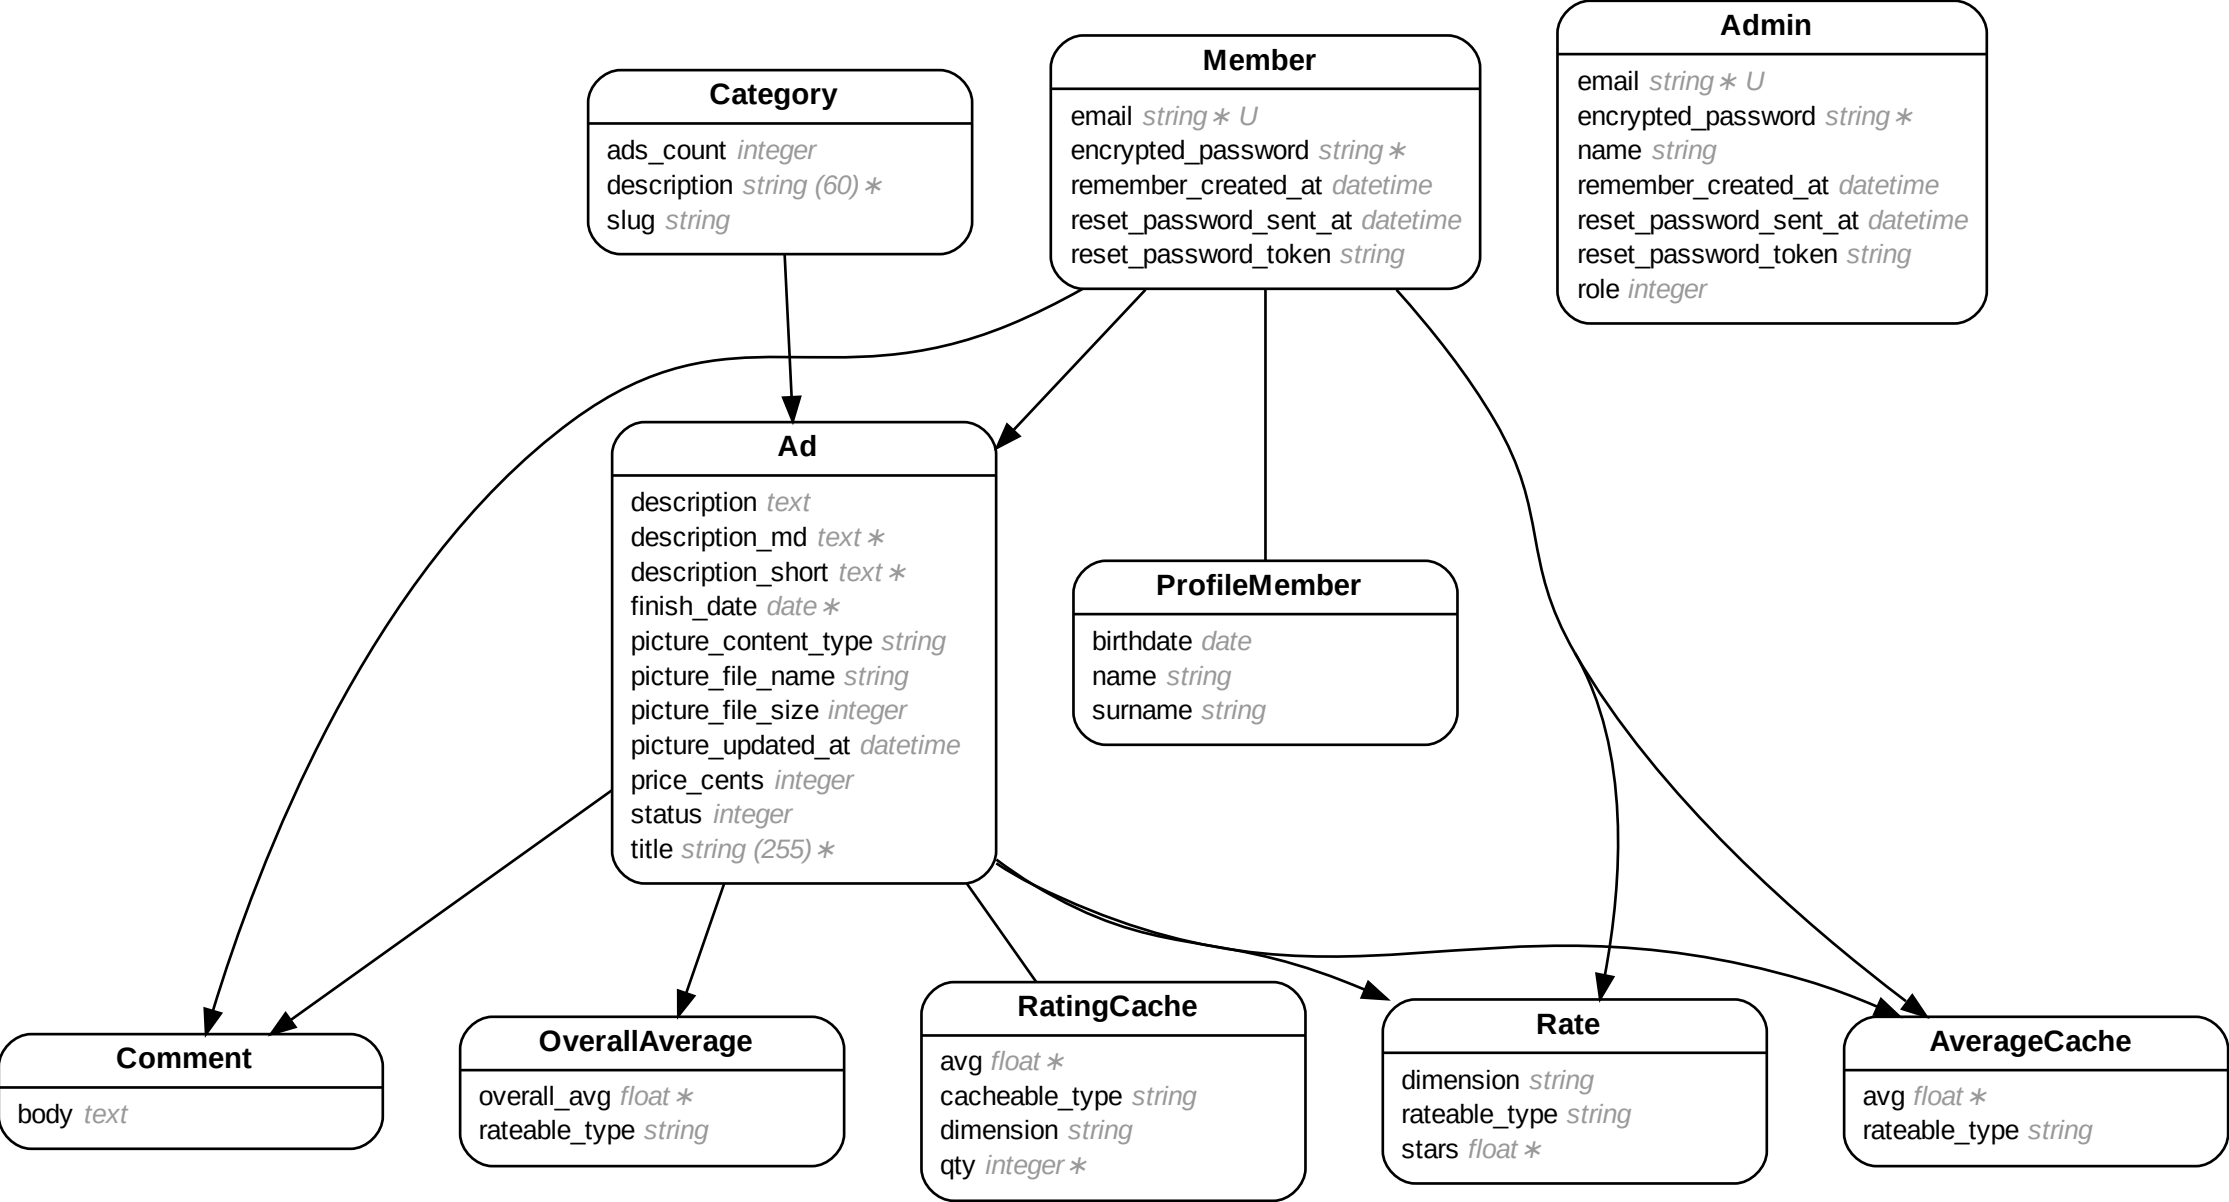 Category
ads_count integer
description string (60) ∗
slug string
Member
email string ∗ U
encrypted_password string ∗
remember_created_at datetime
reset_password_sent_at datetime
reset_password_token string
Admin
email string ∗ U
encrypted_password string ∗
name string
remember_created_at datetime
reset_password_sent_at datetime
reset_password_token string
role integer
Ad
description text
description_md text ∗
description_short text ∗
finish_date date ∗
picture_content_type string
picture_file_name string
picture_file_size integer
picture_updated_at datetime
price_cents integer
status integer
title string (255) ∗
ProfileMember
birthdate date
name string
surname string
Comment
body text
OverallAverage
overall_avg float ∗
rateable_type string
RatingCache
avg float ∗
cacheable_type string
dimension string
qty integer ∗
Rate
dimension string
rateable_type string
stars float ∗
AverageCache
avg float ∗
rateable_type string